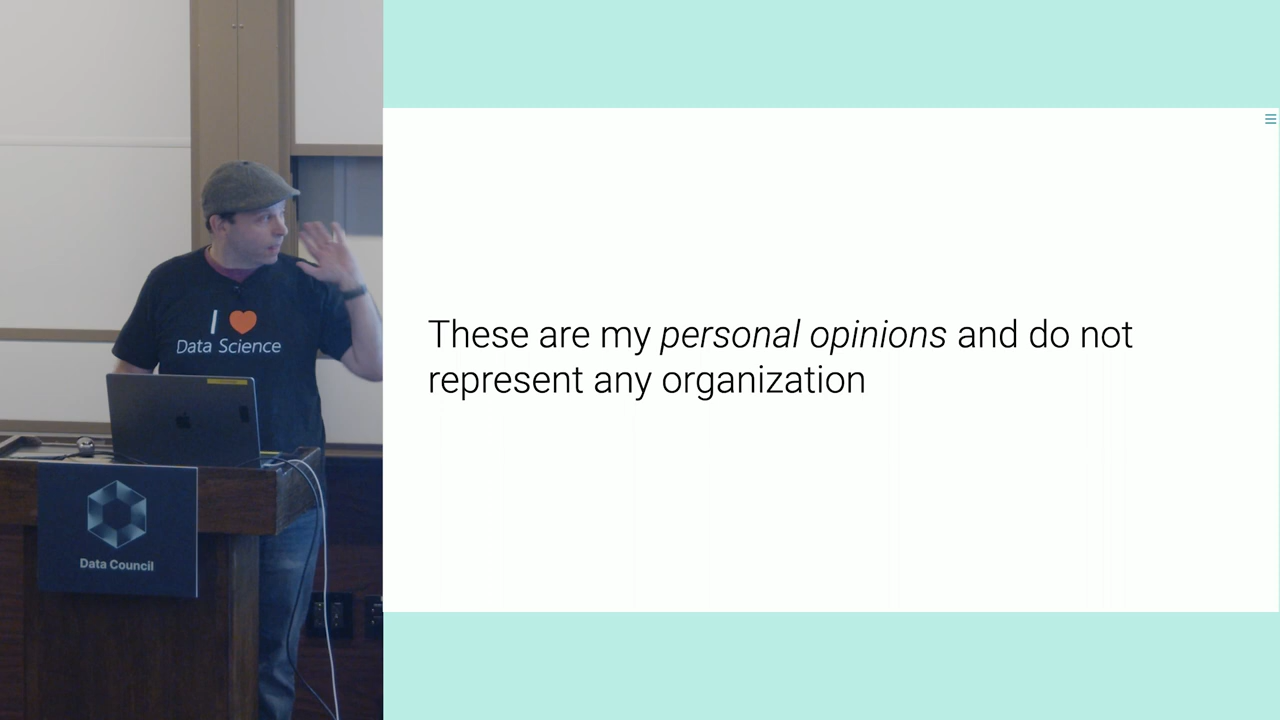 I ❤
Data Science
Data Council
These are my personal opinions and do not
represent any organization